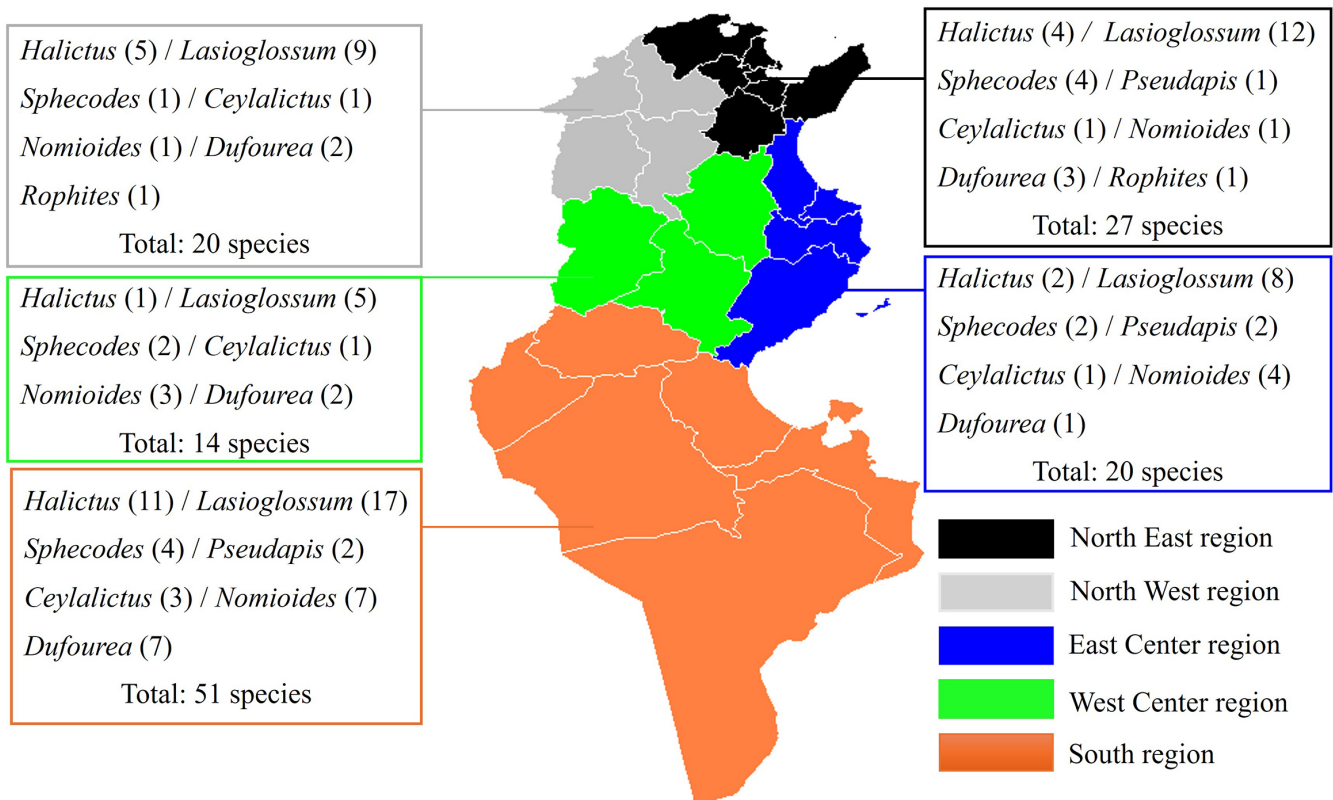 Halictus (5) / Lasioglossum (9)
Sphecodes (1) / Ceylalictus (1)
Nomioides (1) / Dufourea (2)
Rophites (1)
Total: 20 species
Halictus (1) / Lasioglossum (5)
Sphecodes (2) / Ceylalictus (1)
Nomioides (3) / Dufourea (2)
Total: 14 species
Halictus (11) / Lasioglossum (17)
Sphecodes (4) / Pseudapis (2)
Ceylalictus (3) / Nomioides (7)
Dufourea (7)
Total: 51 species
Halictus (4) / Lasioglossum (12)
Sphecodes (4) / Pseudapis (1)
Ceylalictus (1) / Nomioides (1)
Dufourea (3) / Rophites (1)
Total: 27 species
Halictus (2) / Lasioglossum (8)
Sphecodes (2) / Pseudapis (2)
Ceylalictus (1) / Nomioides (4)
Dufourea (1)
Total: 20 species
North East region
North West region
East Center region
West Center region
South region